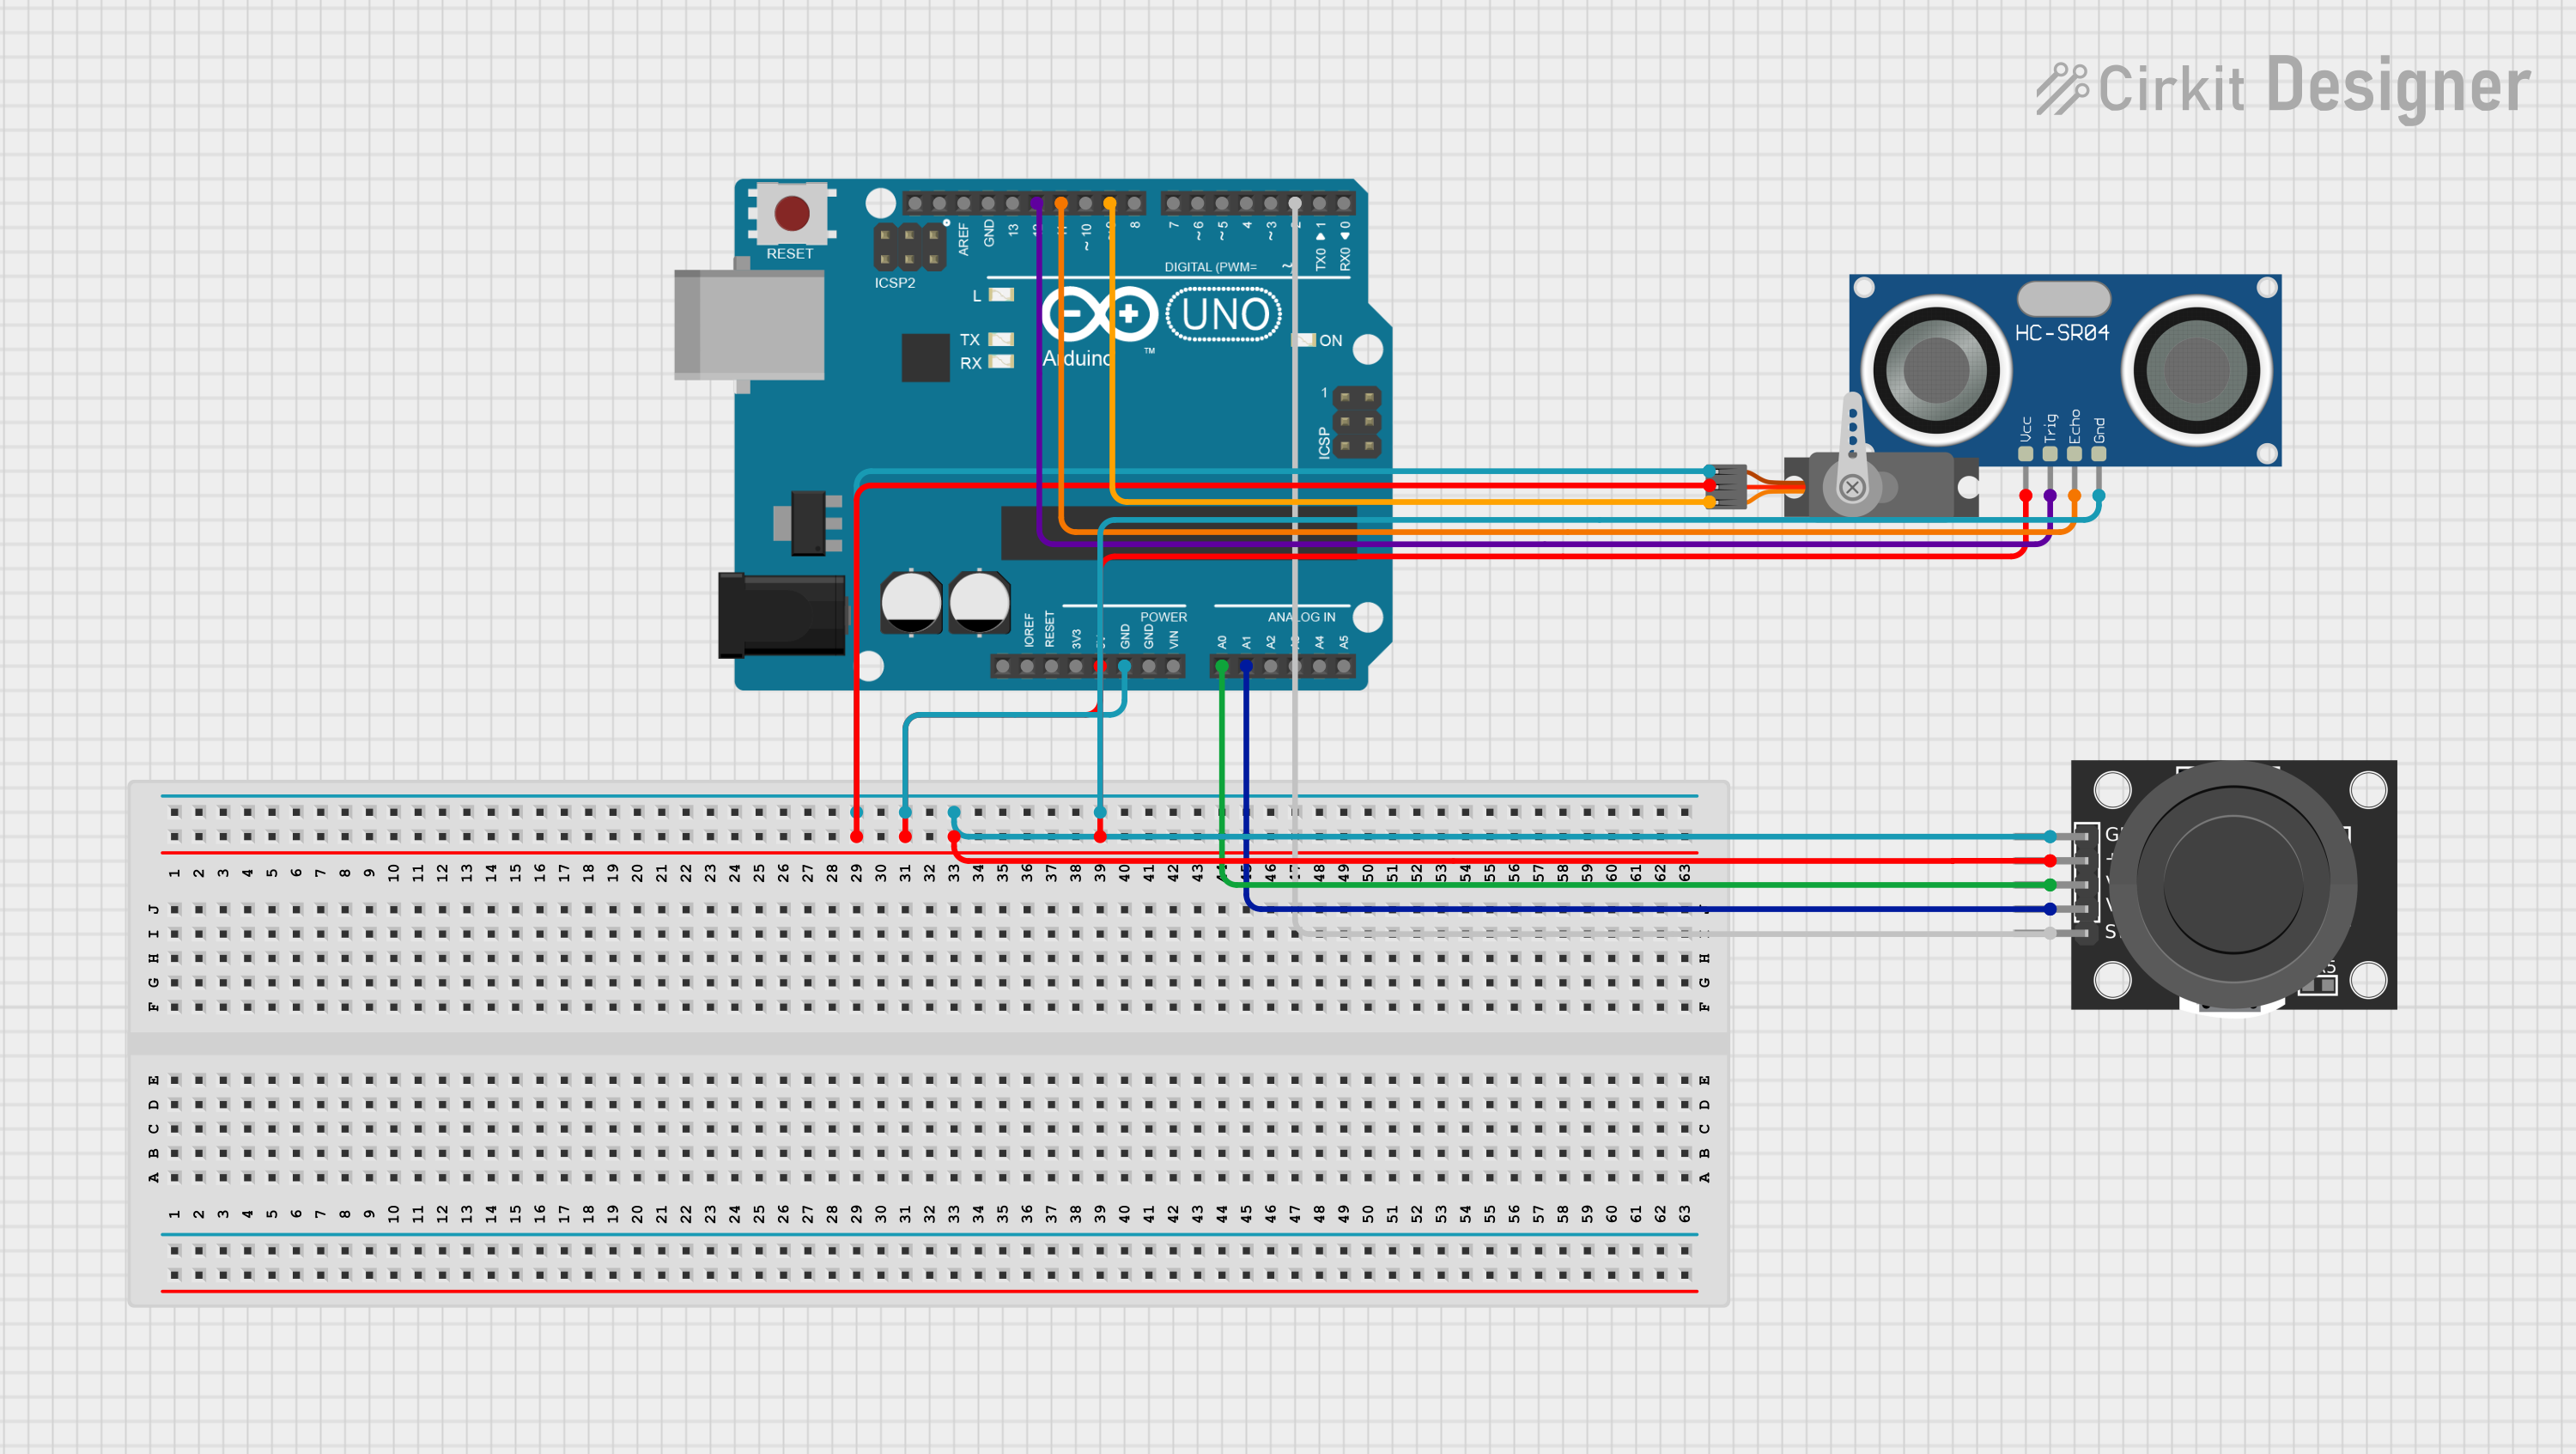 Cirkit Designer
RESET
ICSP2
AREF
GND
13
~10
8
7
~6
~5
4
~3
TX0 ▶ 1
RX0 ◀ 0
DIGITAL (PWM= ~
L
TX
RX
UNO
Arduino
™
ON
1
ICSP
HC-SR04
Vcc
Trig
Echo
Gnd
POWER
ANALOG IN
IOREF
RESET
3V3
GND
GND
VIN
A0
A1
A2
A4
A5
1 2 3 4 5 6 7 8 9 10 11 12 13 14 15 16 17 18 19 20 21 22 23 24 25 26 27 28 29 30 31 32 33 34 35 36 37 38 39 40 41 42 43 46 48 49 50 51 52 53 54 55 56 57 58 59 60 61 62 63
J
I
H H
G G
F F
E E
D D
C C
B B
A A
1 2 3 4 5 6 7 8 9 10 11 12 13 14 15 16 17 18 19 20 21 22 23 24 25 26 27 28 29 30 31 32 33 34 35 36 37 38 39 40 41 42 43 44 45 46 47 48 49 50 51 52 53 54 55 56 57 58 59 60 61 62 63